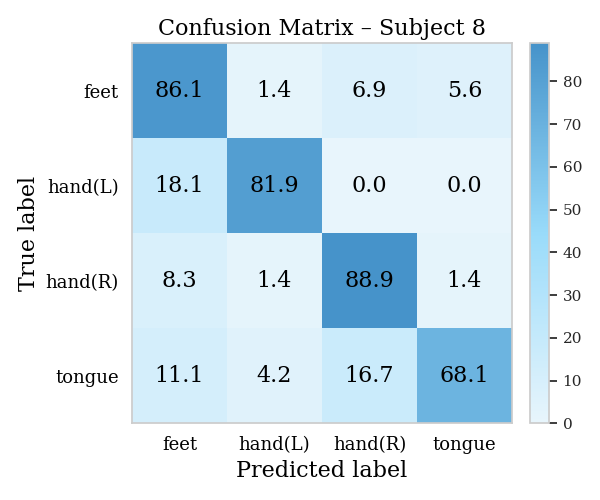 Confusion Matrix – Subject 8
feet 86.1 1.4 6.9 5.6
hand(L) 18.1 81.9 0.0 0.0
hand(R) 8.3 1.4 88.9 1.4
tongue 11.1 4.2 16.7 68.1
feet hand(L) hand(R) tongue
Predicted label
True label
80
70
60
50
40
30
20
10
0